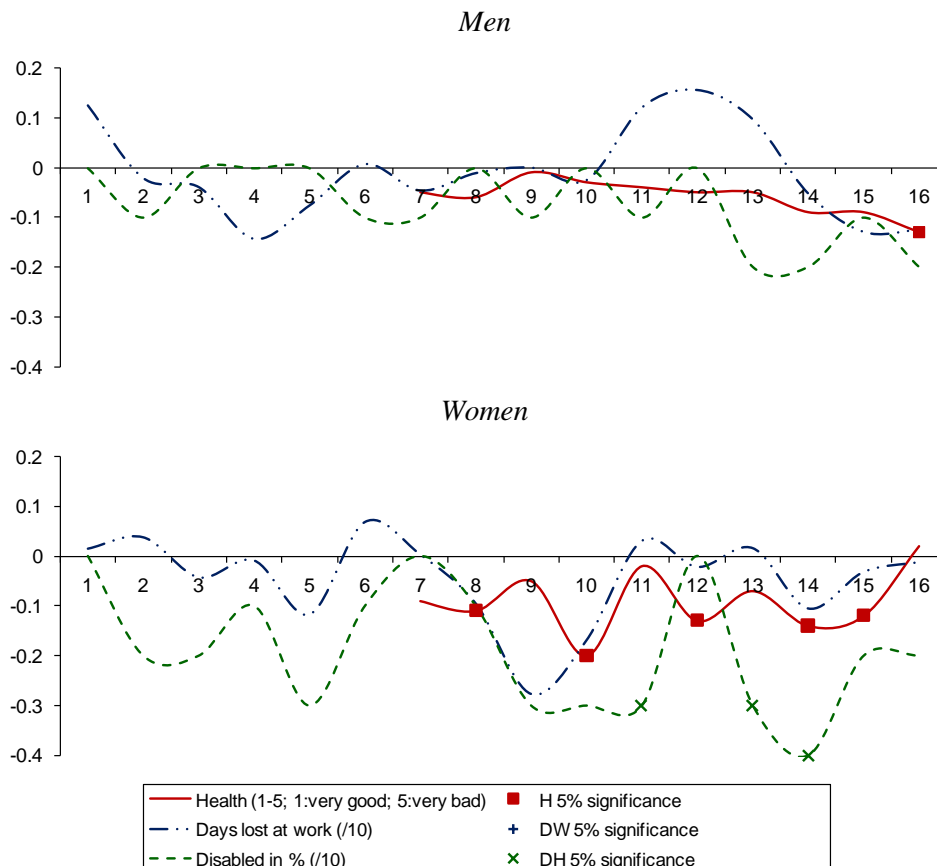 Men
0.2
0.1
0
1 2 3 4 5 6 7 8 9 10 11 12 13 14 15 16
-0.1
-0.2
-0.3
-0.4
Women
0.2
0.1
0
1 2 3 4 5 6 7 8 9 10 11 12 13 14 15 16
-0.1
-0.2
-0.3
-0.4
Health (1-5; 1:very good; 5:very bad) H 5% significance
Days lost at work (/10) DW 5% significance
Disabled in % (/10) DH 5% significance